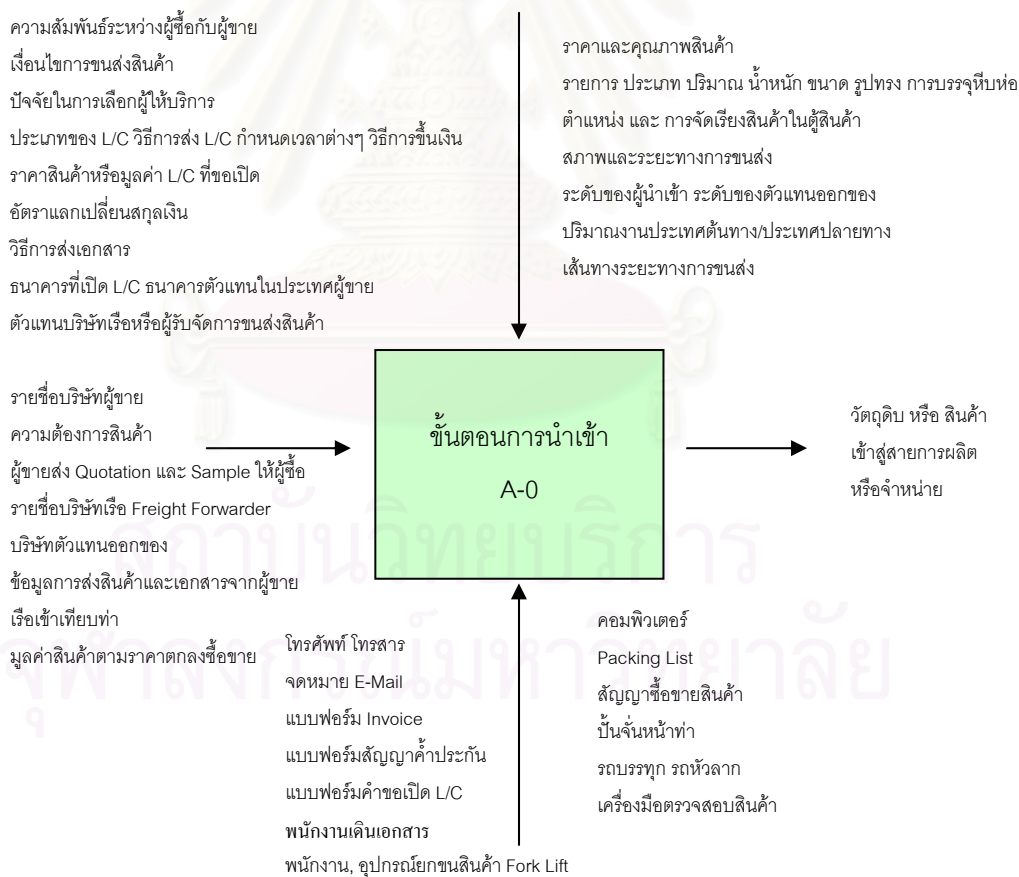 ความสัมพันธ์ระหว่างผู้ซื้อกับผู้ขาย
เงื่อนไขการขนส่งสินค้า
ปัจจัยในการเลือกผู้ให้บริการ
ประเภทของ L/C วิธีการส่ง L/C กำหนดเวลาต่างๆ วิธีการขึ้นเงิน
ราคาสินค้าหรือมูลค่า L/C ที่ขอเปิด
อัตราแลกเปลี่ยนสกุลเงิน
วิธีการส่งเอกสาร
ธนาคารที่เปิด L/C ธนาคารตัวแทนในประเทศผู้ขาย
ตัวแทนบริษัทเรือหรือผู้รับจัดการขนส่งสินค้า
ราคาและคุณภาพสินค้า
รายการ ประเภท ปริมาณ น้ำหนัก ขนาด รูปทรง การบรรจุหีบห่อ
ตำแหน่ง และ การจัดเรียงสินค้าในตู้สินค้า
สภาพและระยะทางการขนส่ง
ระดับของผู้นำเข้า ระดับของตัวแทนออกของ
ปริมาณงานประเทศต้นทาง/ประเทศปลายทาง
เส้นทางระยะทางการขนส่ง
รายชื่อบริษัทผู้ขาย
ความต้องการสินค้า
ผู้ขายส่ง Quotation และ Sample ให้ผู้ซื้อ
รายชื่อบริษัทเรือ Freight Forwarder
บริษัทตัวแทนออกของ
ข้อมูลการส่งสินค้าและเอกสารจากผู้ขาย
เรือเข้าเทียบท่า
มูลค่าสินค้าตามราคาตกลงซื้อขาย
ขั้นตอนการนำเข้า
A-0
วัตถุดิบ หรือ สินค้า
เข้าสู่สายการผลิต
หรือจำหน่าย
โทรศัพท์ โทรสาร
จดหมาย E-Mail
แบบฟอร์ม Invoice
แบบฟอร์มสัญญาค้ำประกัน
แบบฟอร์มคำขอเปิด L/C
พนักงานเดินเอกสาร
พนักงาน, อุปกรณ์ยกขนสินค้า Fork Lift
คอมพิวเตอร์
Packing List
สัญญาซื้อขายสินค้า
ปั้นจั่นหน้าท่า
รถบรรทุก รถหัวลาก
เครื่องมือตรวจสอบสินค้า
สถาบันวิทยบริการ
จุฬาลงกรณ์มหาวิทยาลัย